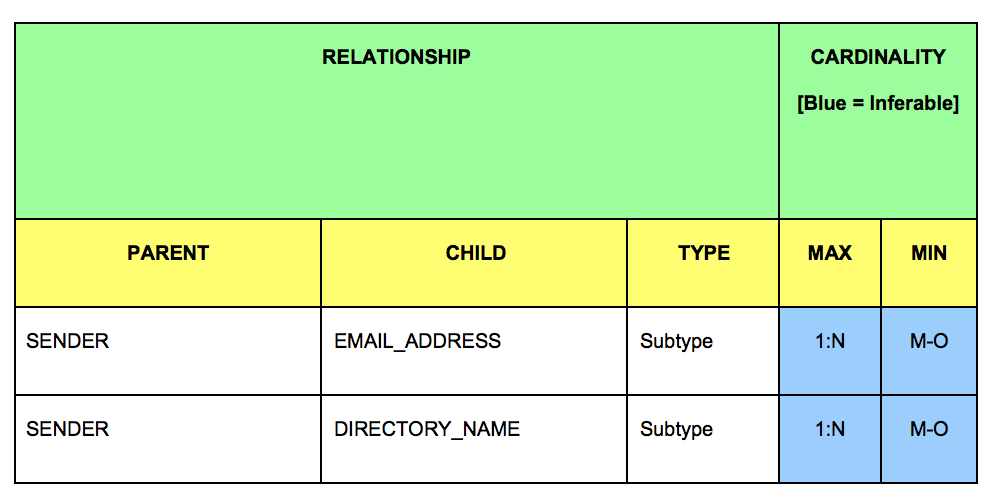 RELATIONSHIP
CARDINALITY
[Blue = Inferable]
PARENT
CHILD
TYPE
MAX
MIN
SENDER
EMAIL_ADDRESS
Subtype
1:N
M-O
SENDER
DIRECTORY_NAME
Subtype
1:N
M-O